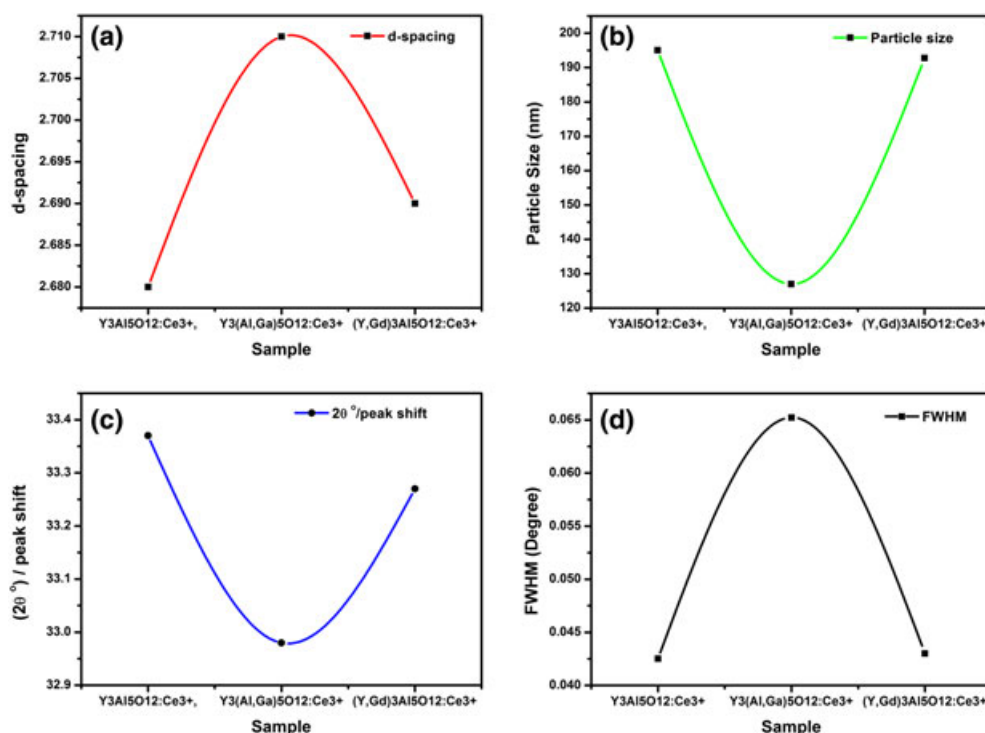 (a)
d-spacing
2.710
2.705
2.700
2.695
2.690
2.685
2.680
d-spacing
Y3Al5O12:Ce3+, Y3(Al,Ga)5O12:Ce3+ (Y,Gd)3Al5O12:Ce3+
Sample
(b)
Particle size
200
195
190
180
170
160
150
140
130
120
Particle Size (nm)
Y3Al5O12:Ce3+, Y3(Al,Ga)5O12:Ce3+ (Y,Gd)3Al5O12:Ce3+
Sample
(c)
2θ °/peak shift
33.4
33.3
33.2
33.1
33.0
32.9
(2θ °) / peak shift
Y3Al5O12:Ce3+, Y3(Al,Ga)5O12:Ce3+ (Y,Gd)3Al5O12:Ce3+
Sample
(d)
FWHM
0.065
0.060
0.055
0.050
0.045
0.040
FWHM (Degree)
Y3Al5O12:Ce3+ Y3(Al,Ga)5O12:Ce3+ (Y,Gd)3Al5O12:Ce3+
Sample